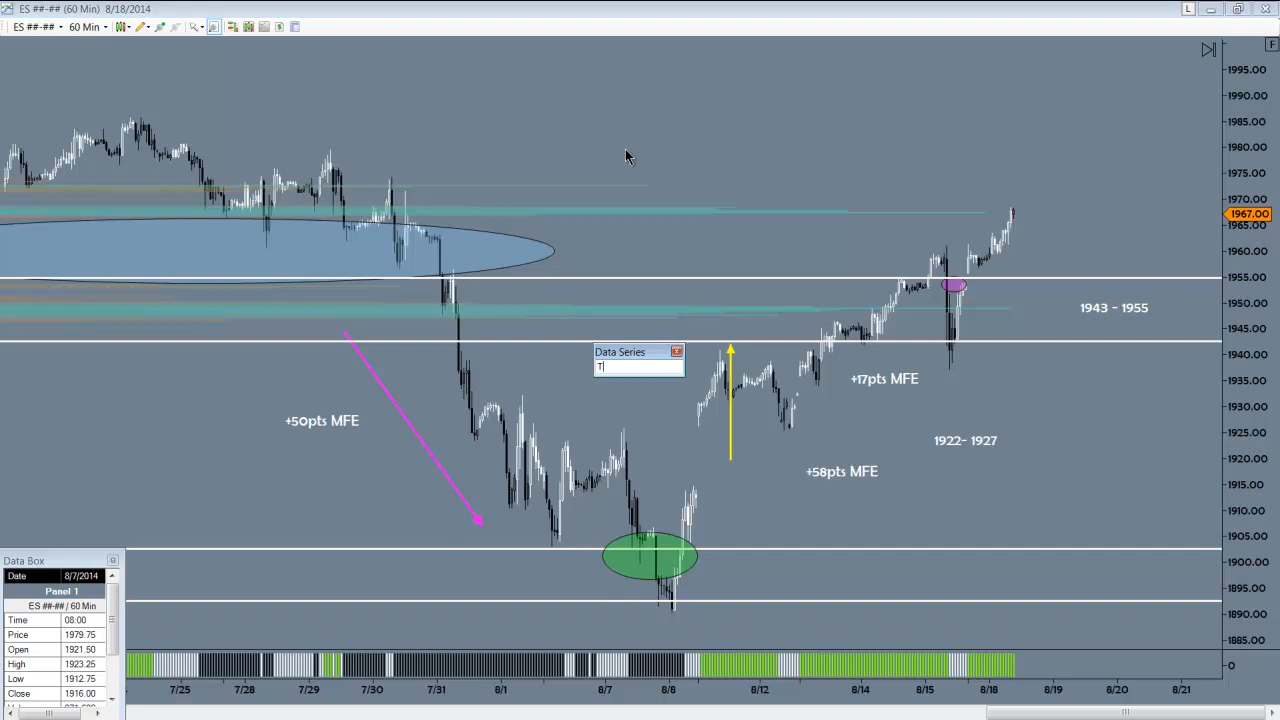 ES ##-## (60 Min) 8/18/2014
L
ES ##-## 60 Min
F
1995.00
1990.00
1985.00
1980.00
1975.00
1970.00
1967.00
1965.00
1960.00
1955.00
1950.00
1945.00
1940.00
1935.00
1930.00
1925.00
1920.00
1915.00
1910.00
1905.00
1900.00
1895.00
1890.00
1885.00
0
1943 - 1955
Data Series
T
+17pts MFE
+50pts MFE
1922- 1927
+58pts MFE
Data Box
Date 8/7/2014
Panel 1
ES ##-## / 60 Min
Time 08:00
Price 1979.75
Open 1921.50
High 1923.25
Low 1912.75
Close 1916.00
7/25 7/28 7/29 7/30 7/31 8/1 8/7 8/8 8/12 8/14 8/15 8/18 8/19 8/20 8/21